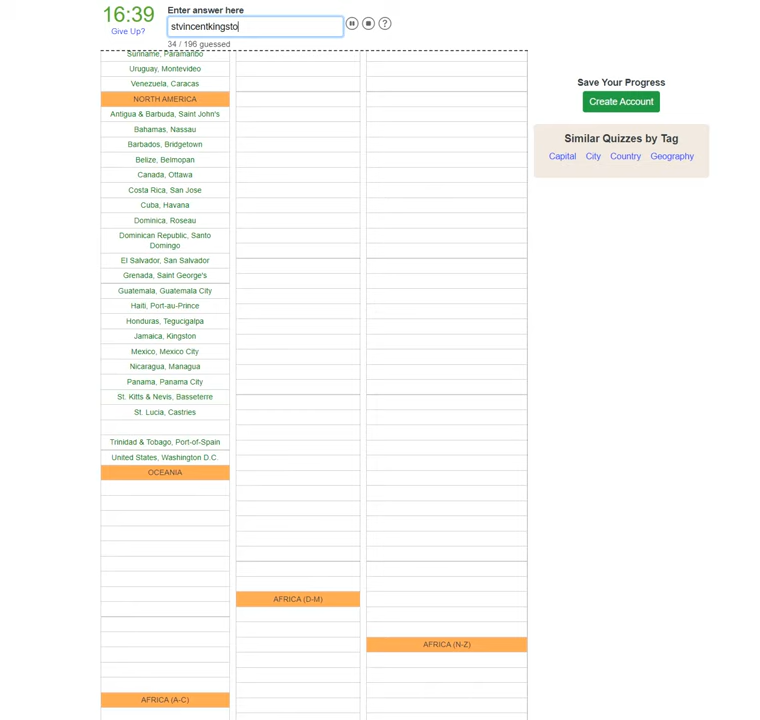 16:39
Give Up?
Enter answer here
stvincentkingsto
?
34 / 196 guessed
Suriname, Paramaribo
Uruguay, Montevideo
Venezuela, Caracas
NORTH AMERICA
Antigua & Barbuda, Saint John's
Bahamas, Nassau
Barbados, Bridgetown
Belize, Belmopan
Canada, Ottawa
Costa Rica, San Jose
Cuba, Havana
Dominica, Roseau
Dominican Republic, Santo
Domingo
El Salvador, San Salvador
Grenada, Saint George's
Guatemala, Guatemala City
Haiti, Port-au-Prince
Honduras, Tegucigalpa
Jamaica, Kingston
Mexico, Mexico City
Nicaragua, Managua
Panama, Panama City
St. Kitts & Nevis, Basseterre
St. Lucia, Castries
Trinidad & Tobago, Port-of-Spain
United States, Washington D.C.
OCEANIA
AFRICA (A-C)
AFRICA (D-M)
AFRICA (N-Z)
Save Your Progress
Create Account
Similar Quizzes by Tag
Capital City Country Geography